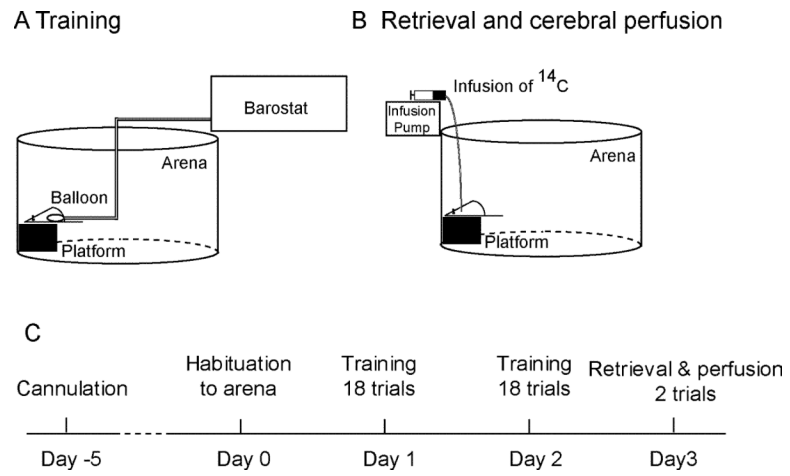 A Training
Barostat
Arena
Balloon
Platform
B Retrieval and cerebral perfusion
Infusion of 14C
Infusion
Pump
Arena
Platform
C
Cannulation
Habituation
to arena
Training
18 trials
Training
18 trials
Retrieval & perfusion
2 trials
Day -5
Day 0
Day 1
Day 2
Day3